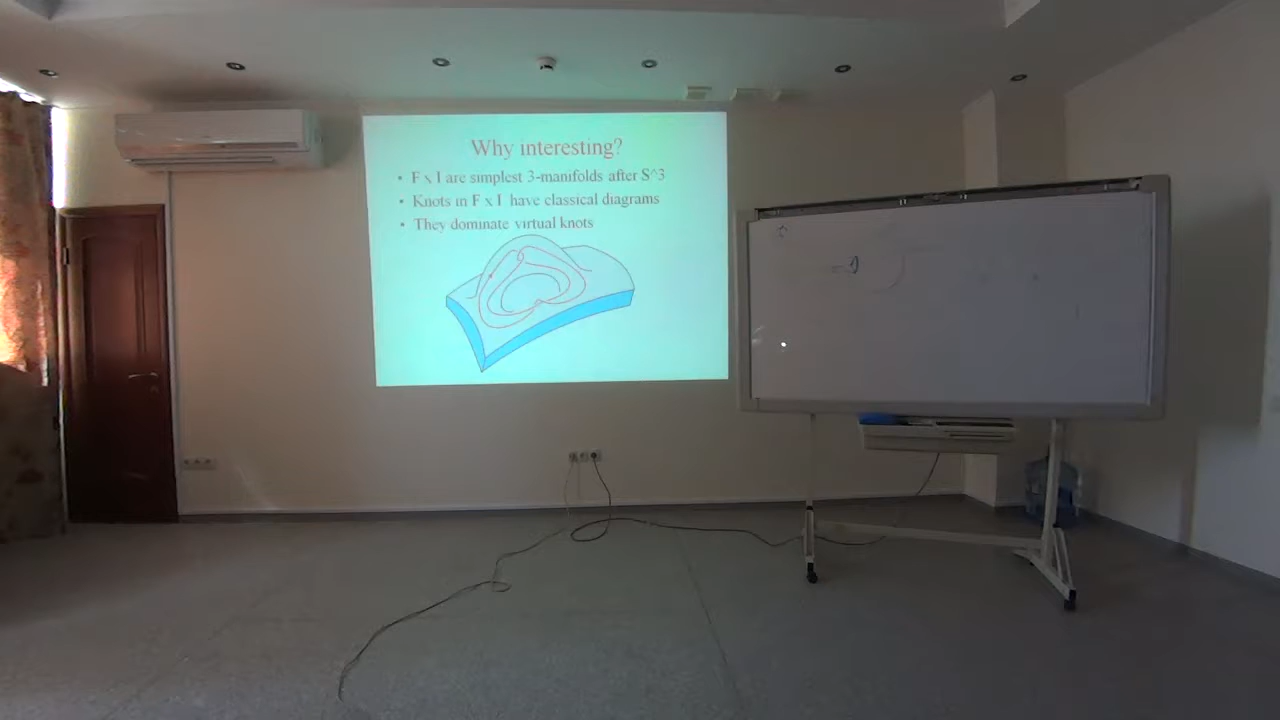 Why interesting?
• F x I are simplest 3-manifolds after S^3
• Knots in F x I have classical diagrams
• They dominate virtual knots